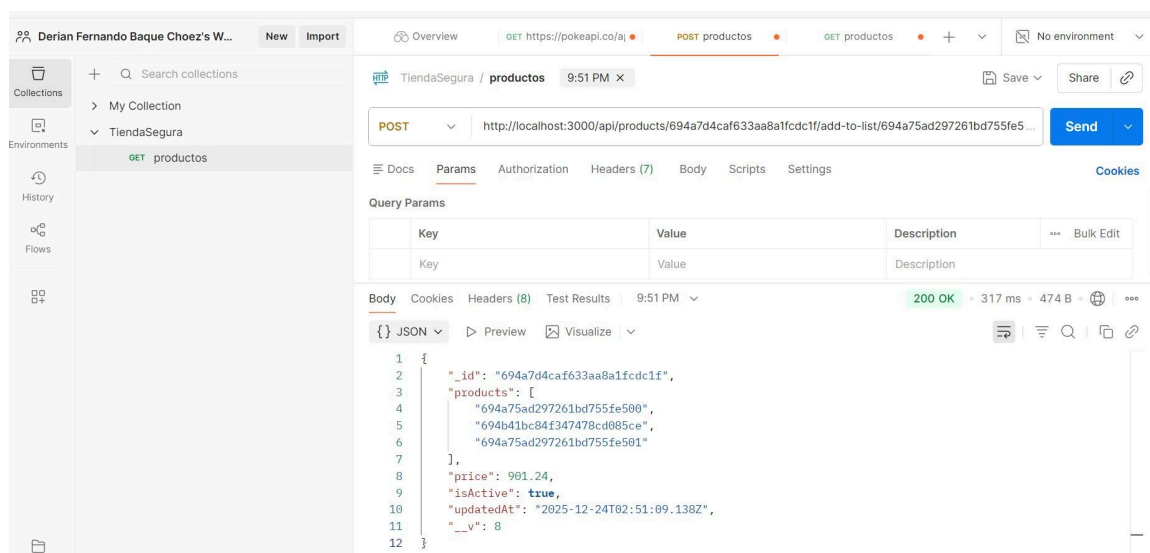 Derian Fernando Baque Choez's W...
New
Import
Overview
GET https://pokeapi.co/a
POST productos
GET productos
No environment
Collections
Search collections
My Collection
TiendaSegura
GET productos
Environments
History
Flows
HTTP TiendaSegura / productos 9:51 PM
Save
Share
POST http://localhost:3000/api/products/694a7d4caf633aa8a1fcdc1f/add-to-list/694a75ad297261bd755fe5...
Send
Docs Params Authorization Headers (7) Body Scripts Settings
Cookies
Query Params
Key Value Description Bulk Edit
Key Value Description
Body Cookies Headers (8) Test Results 9:51 PM
200 OK 317 ms 474 B
{} JSON Preview Visualize
1 {
2 "_id": "694a7d4caf633aa8a1fcdc1f",
3 "products": [
4 "694a75ad297261bd755fe500",
5 "694b41bc84f347478cd085ce",
6 "694a75ad297261bd755fe501"
7 ],
8 "price": 901.24,
9 "isActive": true,
10 "updatedAt": "2025-12-24T02:51:09.138Z",
11 "__v": 8
12 }